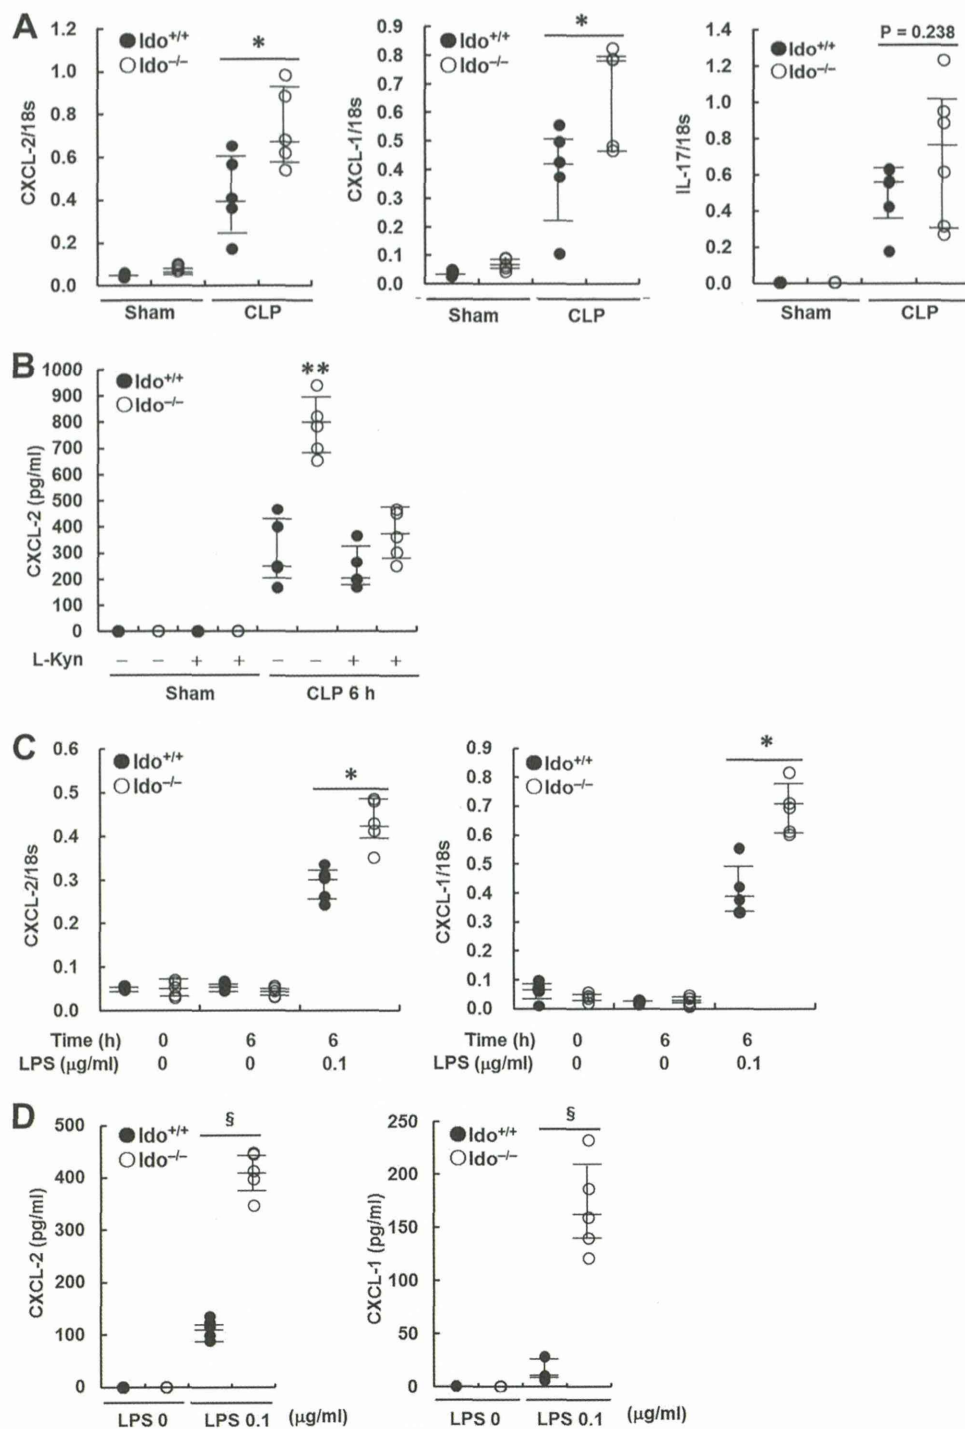 A
CXCL-2/18s
1.2
1.0
0.8
0.6
0.4
0.2
0.0
Ido+/+
Ido−/−
*
Sham CLP
CXCL-1/18s
0.9
0.8
0.7
0.6
0.5
0.4
0.3
0.2
0.1
0.0
Ido+/+
Ido−/−
*
Sham CLP
IL-17/18s
1.4
1.2
1.0
0.8
0.6
0.4
0.2
0.0
Ido+/+
Ido−/−
P = 0.238
Sham CLP
B
CXCL-2 (pg/ml)
1000
900
800
700
600
500
400
300
200
100
0
Ido+/+
Ido−/−
**
L-Kyn − − + + − − + +
Sham CLP 6 h
C
CXCL-2/18s
0.6
0.5
0.4
0.3
0.2
0.1
0.0
Ido+/+
Ido−/−
*
Time (h) 0 6 6
LPS (μg/ml) 0 0 0.1
CXCL-1/18s
0.9
0.8
0.7
0.6
0.5
0.4
0.3
0.2
0.1
0.0
Ido+/+
Ido−/−
*
Time (h) 0 6 6
LPS (μg/ml) 0 0 0.1
D
CXCL-2 (pg/ml)
500
400
300
200
100
0
Ido+/+
Ido−/−
§
LPS 0 LPS 0.1 (μg/ml)
CXCL-1 (pg/ml)
250
200
150
100
50
0
Ido+/+
Ido−/−
§
LPS 0 LPS 0.1 (μg/ml)